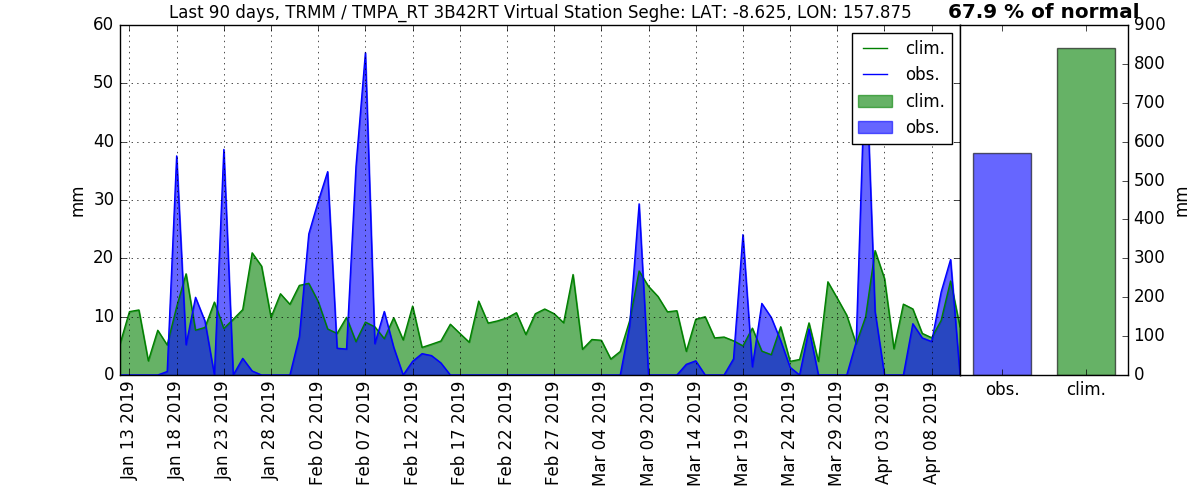 Last 90 days, TRMM / TMPA_RT 3B42RT Virtual Station Seghe: LAT: -8.625, LON: 157.875
67.9 % of normal
60
50
40
30
20
10
0
mm
clim.
obs.
clim.
obs.
900
800
700
600
500
400
300
200
100
0
mm
obs.
clim.
Jan 13 2019
Jan 18 2019
Jan 23 2019
Jan 28 2019
Feb 02 2019
Feb 07 2019
Feb 12 2019
Feb 17 2019
Feb 22 2019
Feb 27 2019
Mar 04 2019
Mar 09 2019
Mar 14 2019
Mar 19 2019
Mar 24 2019
Mar 29 2019
Apr 03 2019
Apr 08 2019